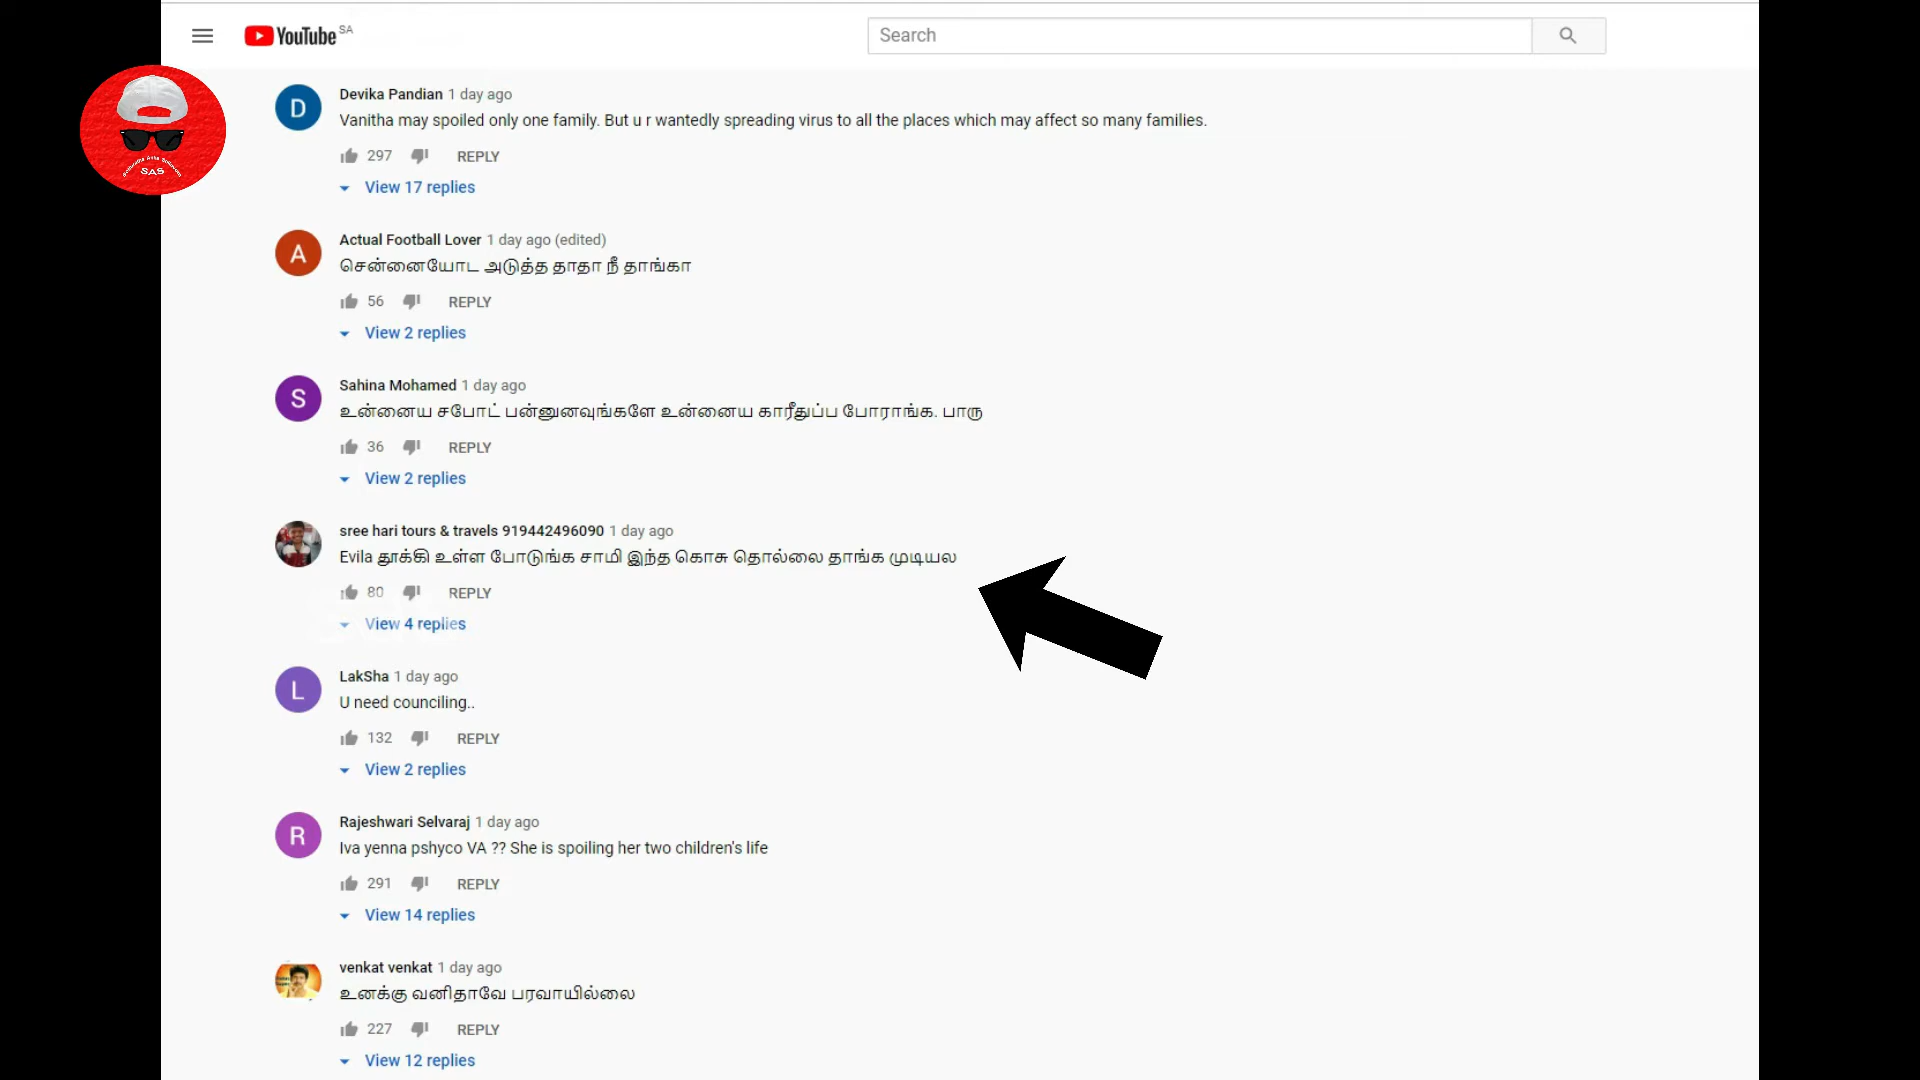 YouTube SA
Search
Devika Pandian 1 day ago
Vanitha may spoiled only one family. But u r wantedly spreading virus to all the places which may affect so many families.
297 REPLY
View 17 replies
Actual Football Lover 1 day ago (edited)
சென்னையோட அடுத்த தாதா நீ தாங்கா
56 REPLY
View 2 replies
Sahina Mohamed 1 day ago
உன்னைய சபோட் பன்னுனவுங்களே உன்னைய காரீதுப்ப போராங்க. பாரு
36 REPLY
View 2 replies
sree hari tours & travels 919442496090 1 day ago
Evila தூக்கி உள்ள போடுங்க சாமி இந்த கொசு தொல்லை தாங்க முடியல
80 REPLY
View 4 replies
LakSha 1 day ago
U need counciling..
132 REPLY
View 2 replies
Rajeshwari Selvaraj 1 day ago
Iva yenna pshyco VA ?? She is spoiling her two children's life
291 REPLY
View 14 replies
venkat venkat 1 day ago
உனக்கு வனிதாவே பரவாயில்லை
227 REPLY
View 12 replies
SAS
D
A
S
L
R